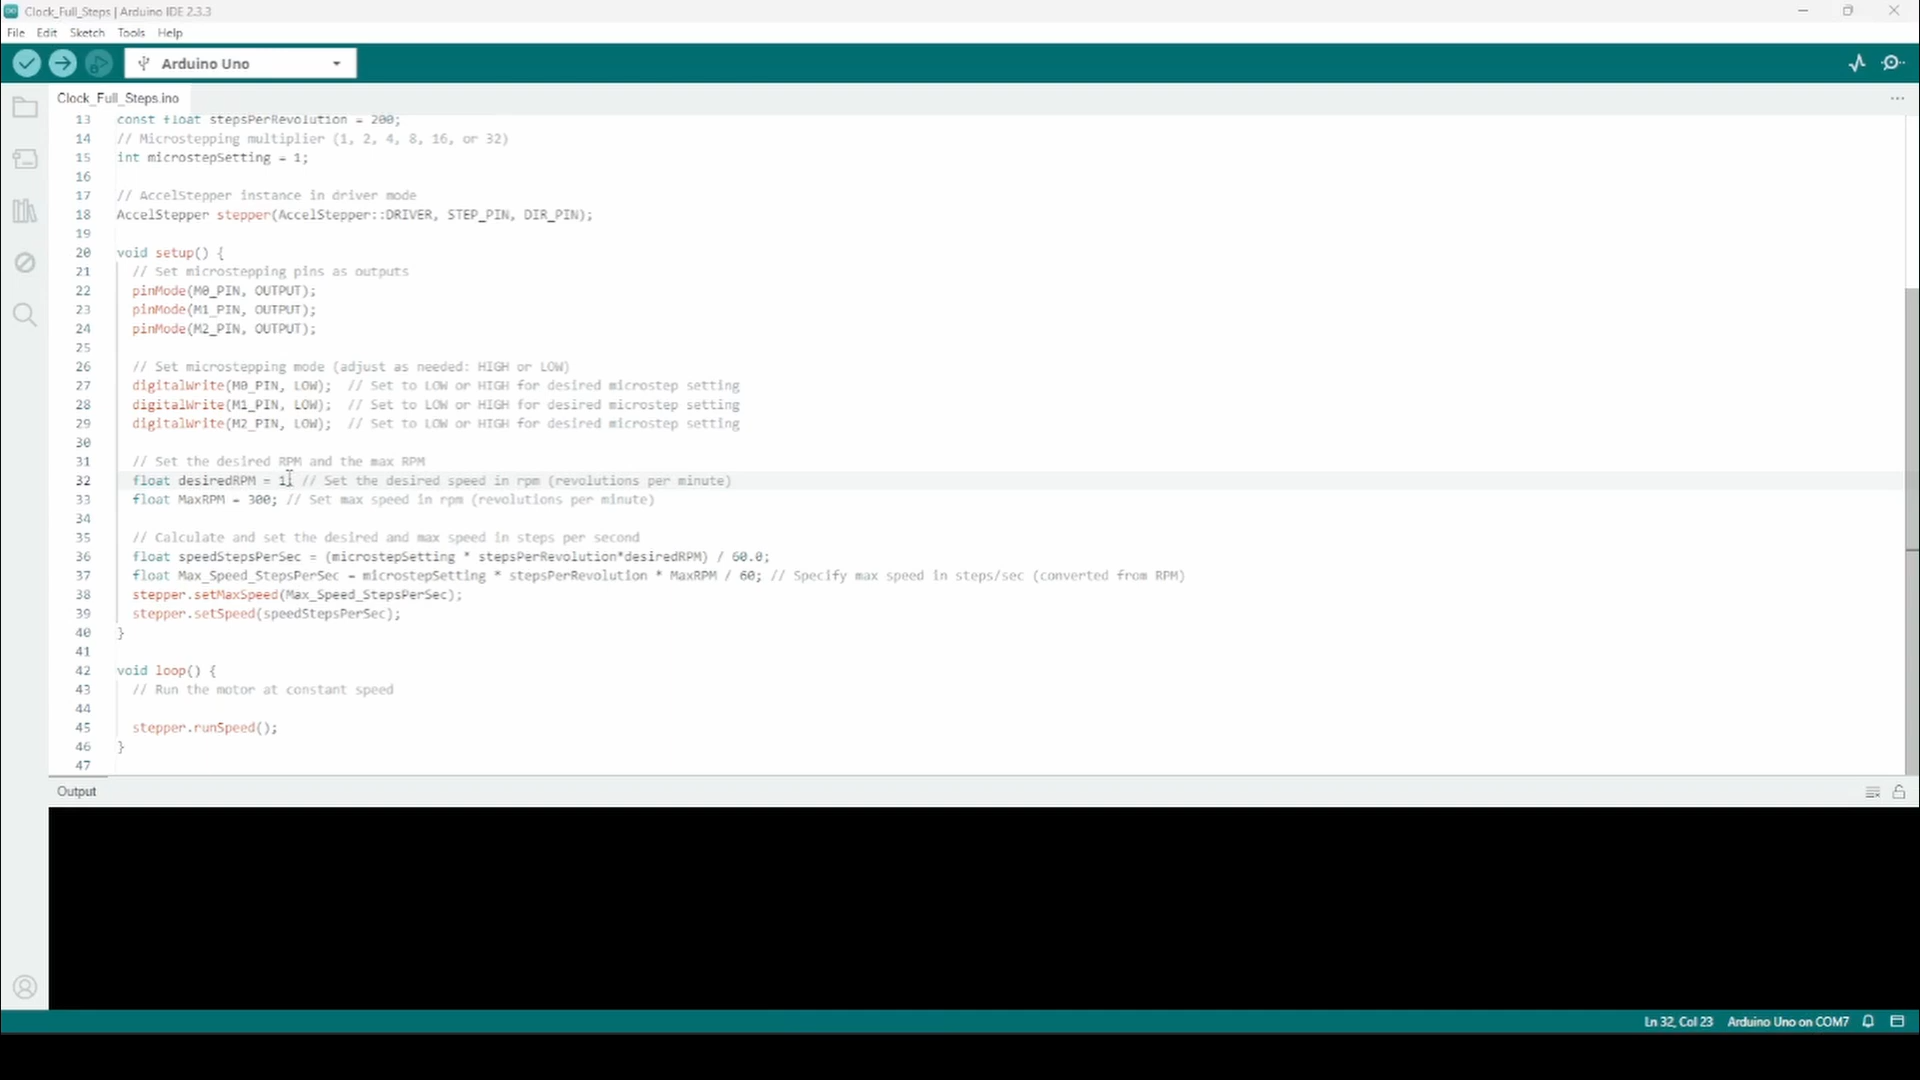 Clock_Full_Steps | Arduino IDE 2.3.3
File Edit Sketch Tools Help
Arduino Uno
Clock_Full_Steps.ino
13 const float stepsPerRevolution = 200;
14 // Microstepping multiplier (1, 2, 4, 8, 16, or 32)
15 int microstepSetting = 1;
16
17 // AccelStepper instance in driver mode
18 AccelStepper stepper(AccelStepper::DRIVER, STEP_PIN, DIR_PIN);
19
20 void setup() {
21 // Set microstepping pins as outputs
22 pinMode(M0_PIN, OUTPUT);
23 pinMode(M1_PIN, OUTPUT);
24 pinMode(M2_PIN, OUTPUT);
25
26 // Set microstepping mode (adjust as needed: HIGH or LOW)
27 digitalWrite(M0_PIN, LOW); // Set to LOW or HIGH for desired microstep setting
28 digitalWrite(M1_PIN, LOW); // Set to LOW or HIGH for desired microstep setting
29 digitalWrite(M2_PIN, LOW); // Set to LOW or HIGH for desired microstep setting
30
31 // Set the desired RPM and the max RPM
32 float desiredRPM = 1; // Set the desired speed in rpm (revolutions per minute)
33 float MaxRPM = 300; // Set max speed in rpm (revolutions per minute)
34
35 // Calculate and set the desired and max speed in steps per second
36 float speedStepsPerSec = (microstepSetting * stepsPerRevolution*desiredRPM) / 60.0;
37 float Max_Speed_StepsPerSec = microstepSetting * stepsPerRevolution * MaxRPM / 60; // Specify max speed in steps/sec (converted from RPM)
38 stepper.setMaxSpeed(Max_Speed_StepsPerSec);
39 stepper.setSpeed(speedStepsPerSec);
40 }
41
42 void loop() {
43 // Run the motor at constant speed
44
45 stepper.runSpeed();
46 }
47
Output
Ln 32, Col 23 Arduino Uno on COM7